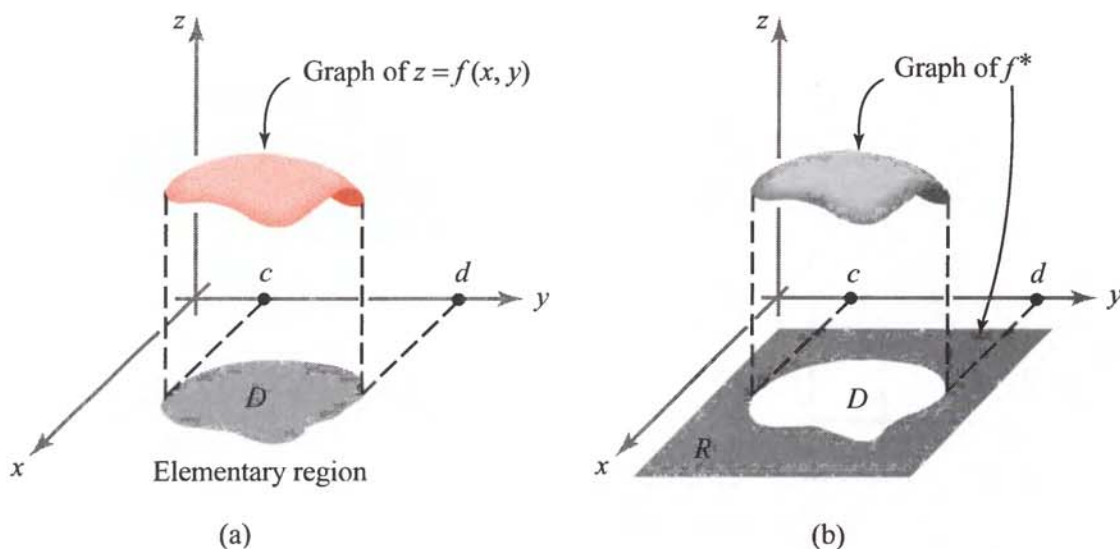 z
Graph of z = f(x, y)
c
d
y
D
x
Elementary region
(a)
z
Graph of f*
c
d
y
D
R
x
(b)